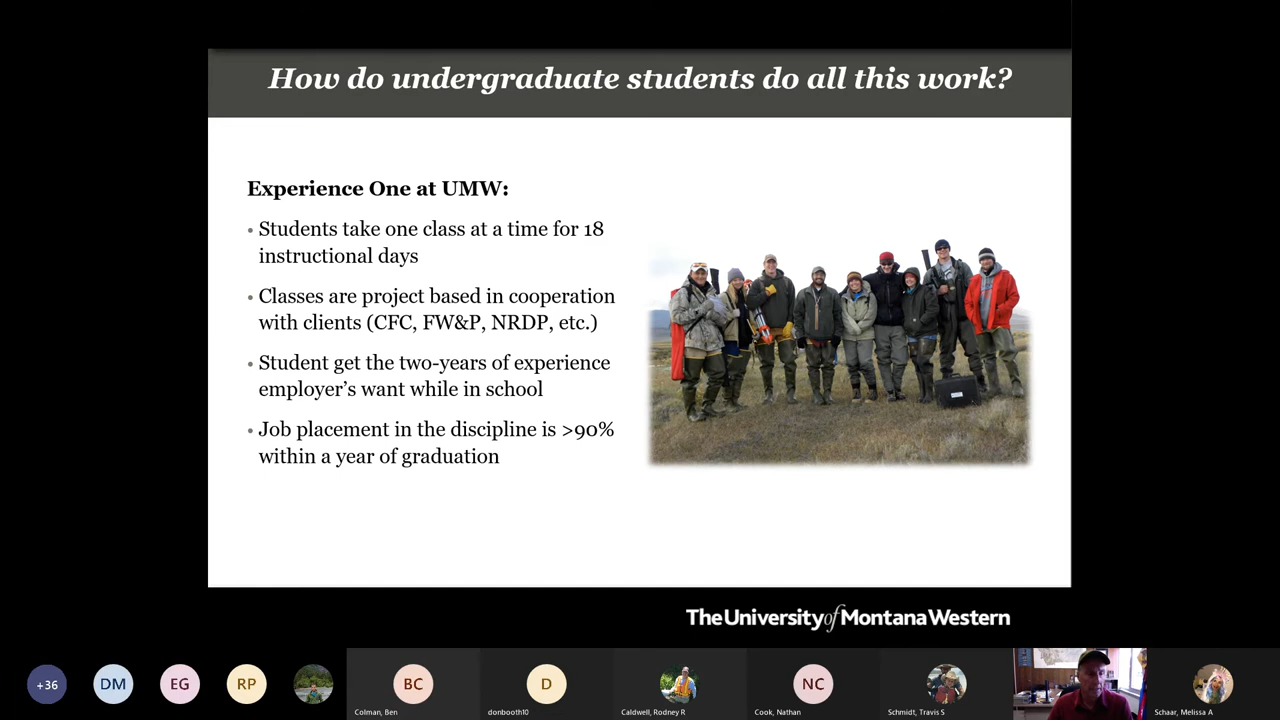 How do undergraduate students do all this work?
Experience One at UMW:
• Students take one class at a time for 18
instructional days
• Classes are project based in cooperation
with clients (CFC, FW&P, NRDP, etc.)
• Student get the two-years of experience
employer's want while in school
• Job placement in the discipline is >90%
within a year of graduation
The University of Montana Western
+36
DM
EG
RP
BC
D
NC
Colman, Ben
donbooth10
Caldwell, Rodney R
Cook, Nathan
Schmidt, Travis S
Schaar, Melissa A